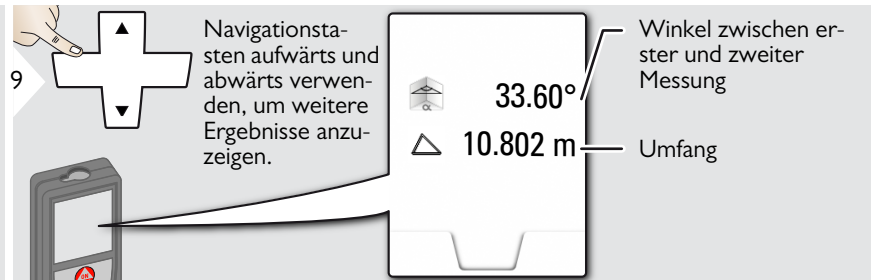 9
Navigationsta-
sten aufwärts und
abwärts verwen-
den, um weitere
Ergebnisse anzu-
zeigen.
α 33.60°
10.802 m
Winkel zwischen er-
ster und zweiter
Messung
Umfang
ON